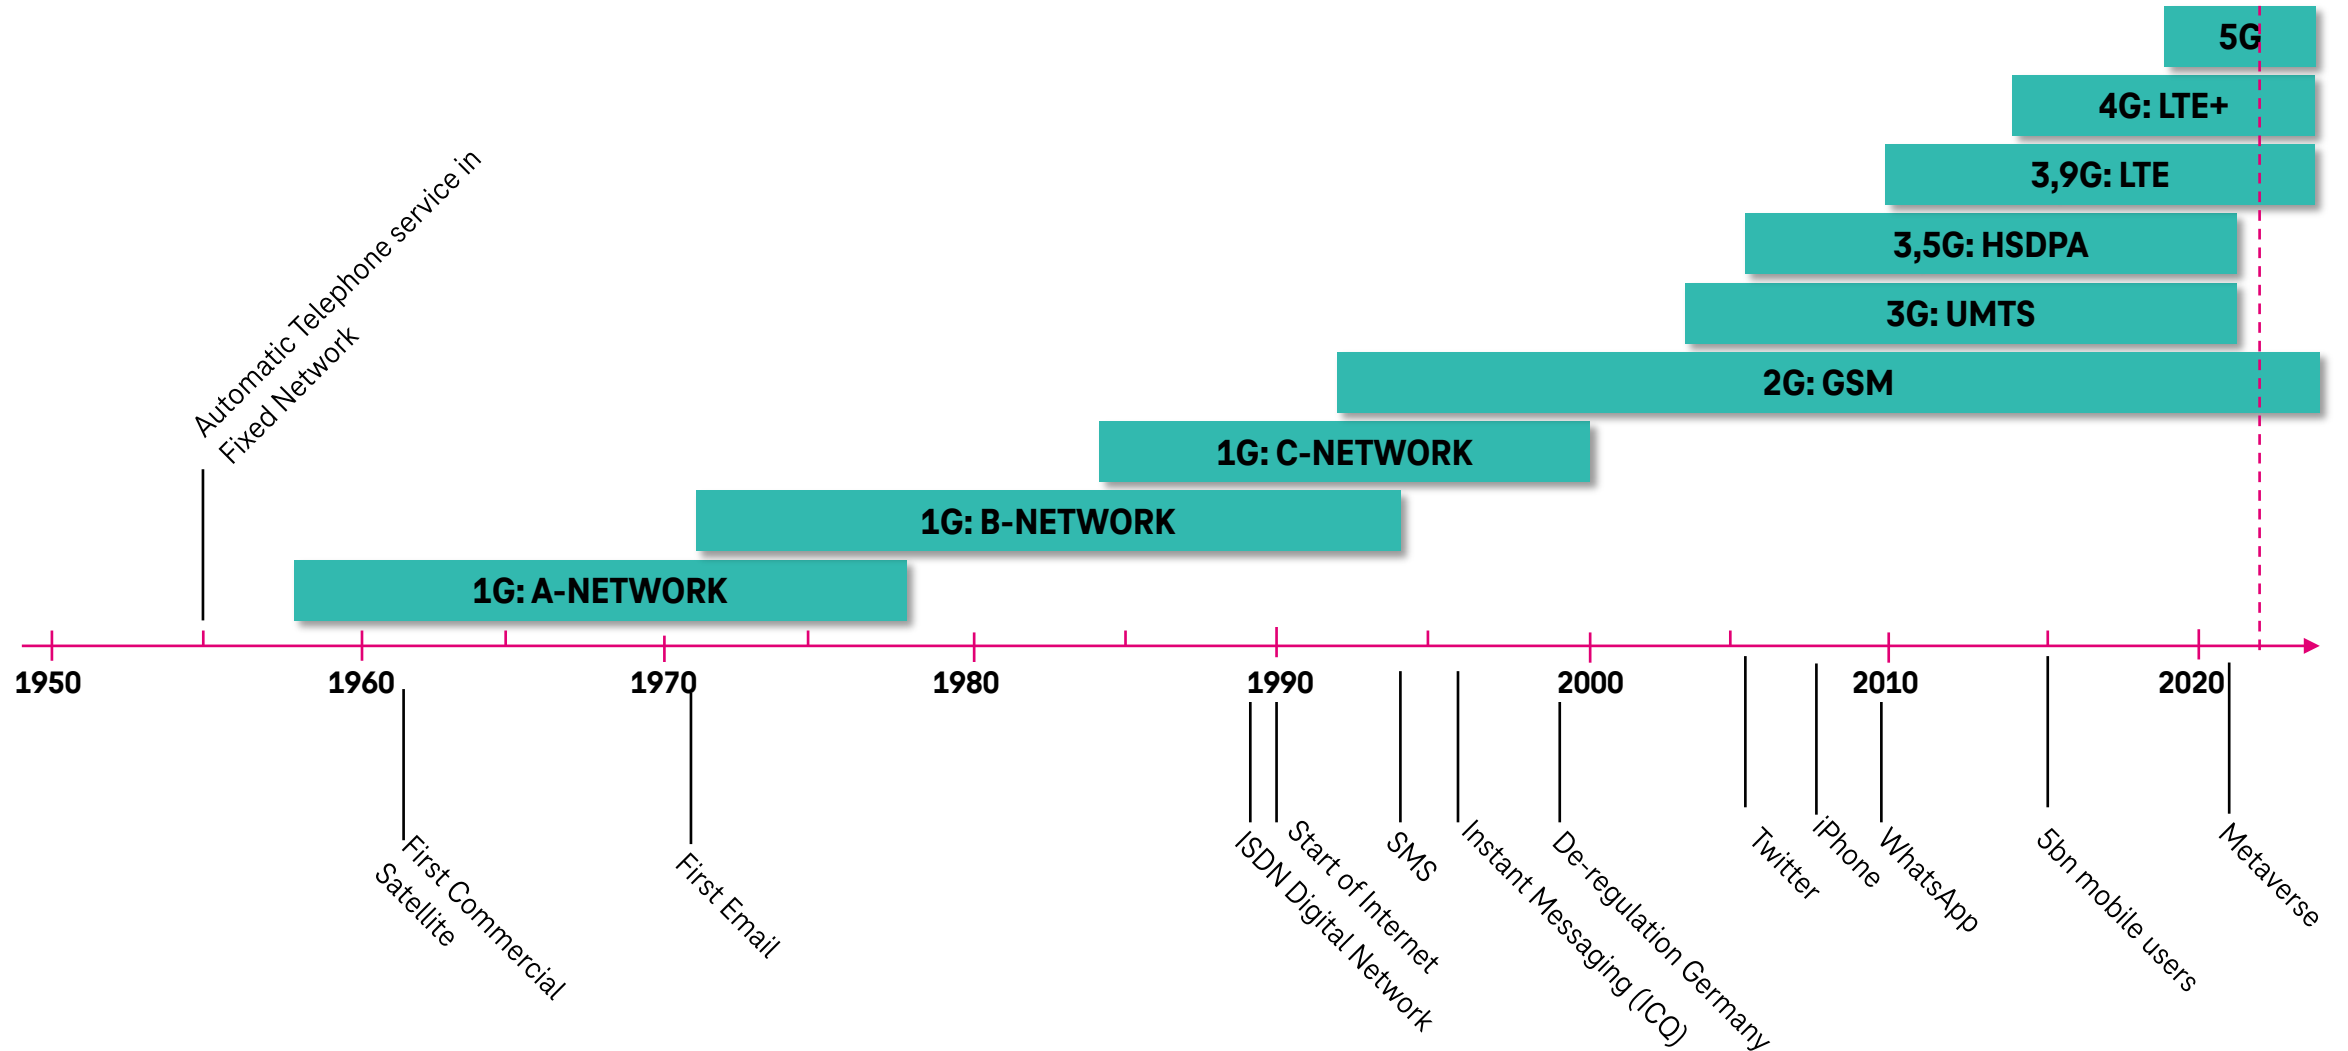 5G
4G: LTE+
3,9G: LTE
3,5G: HSDPA
3G: UMTS
2G: GSM
1G: C-NETWORK
1G: B-NETWORK
1G: A-NETWORK
Automatic Telephone service in
Fixed Network
1950
1960
1970
1980
1990
2000
2010
2020
First Commercial
Satellite
First Email
ISDN Digital Network
Start of Internet
SMS
Instant Messaging (ICQ)
De-regulation Germany
Twitter
iPhone
WhatsApp
5bn mobile users
Metaverse